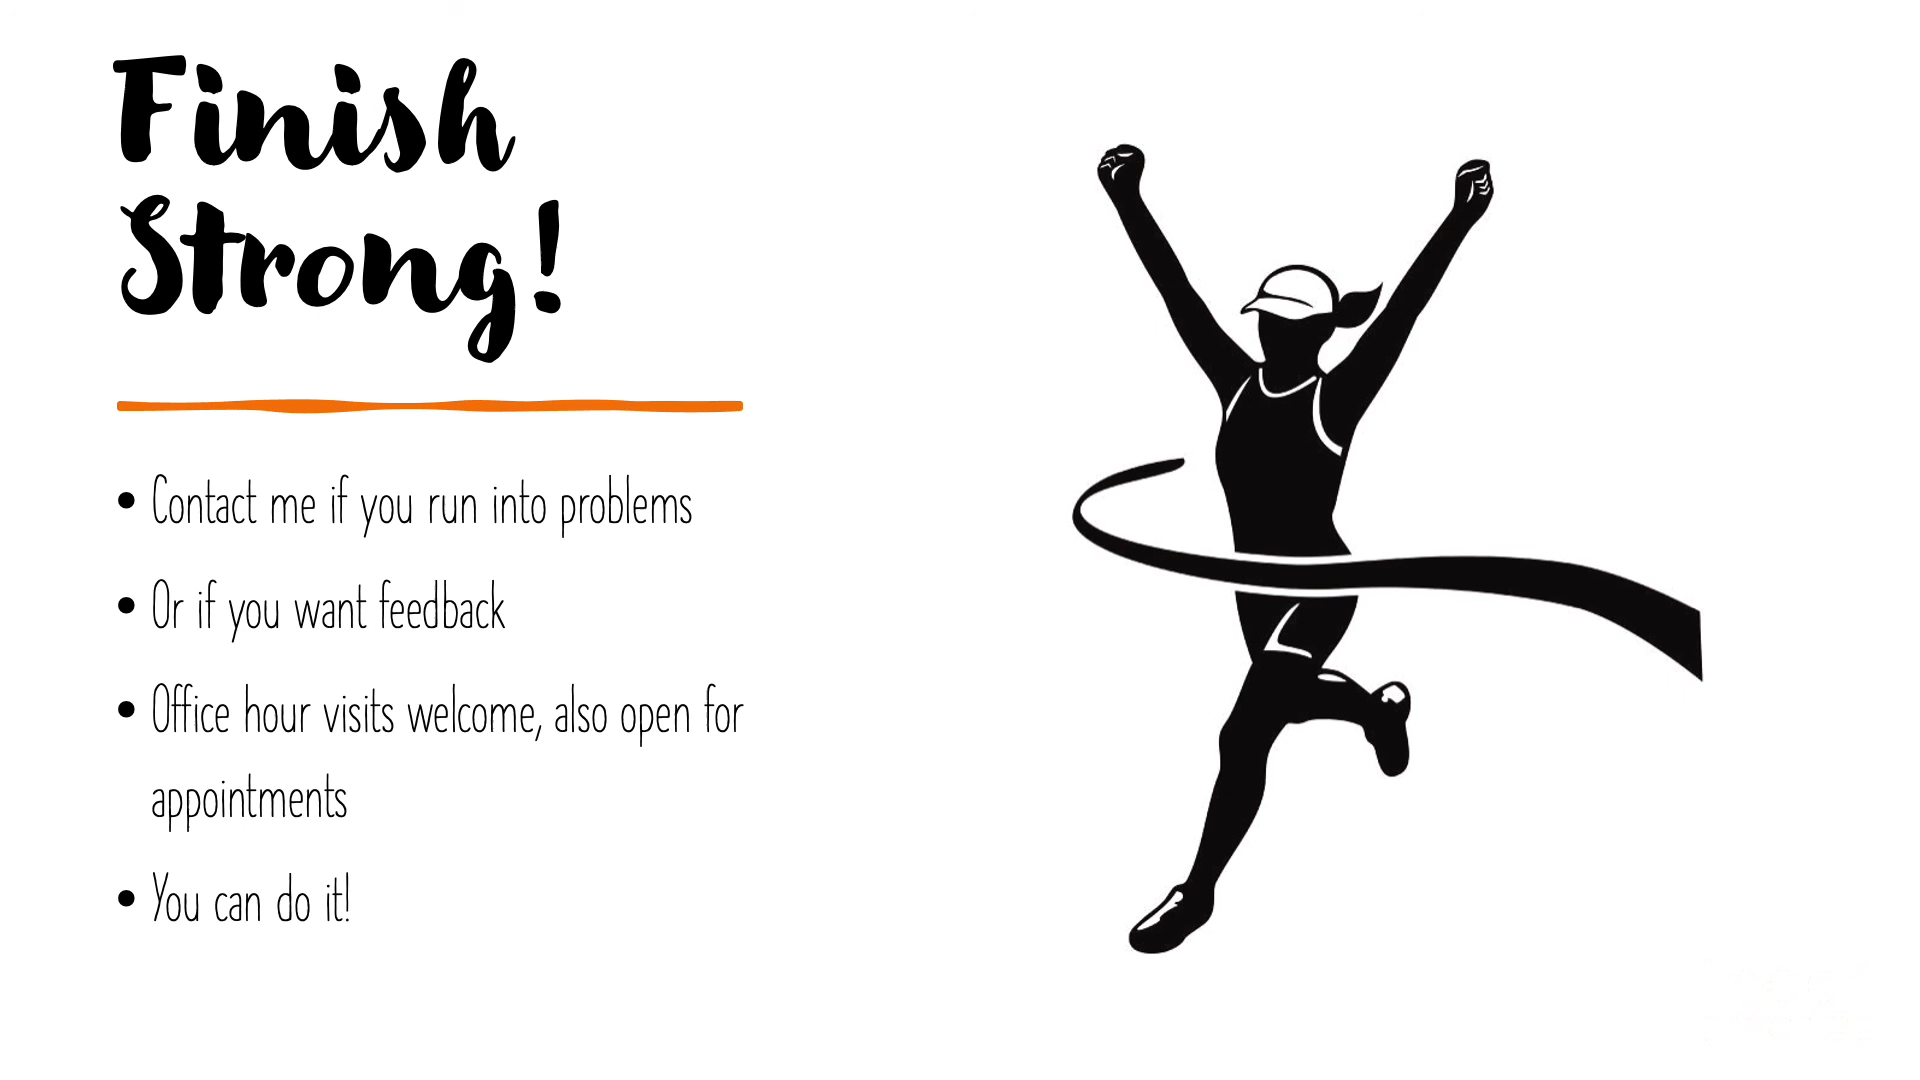 Finish
Strong!
• Contact me if you run into problems
• Or if you want feedback
• Office hour visits welcome, also open for
appointments
• You can do it!